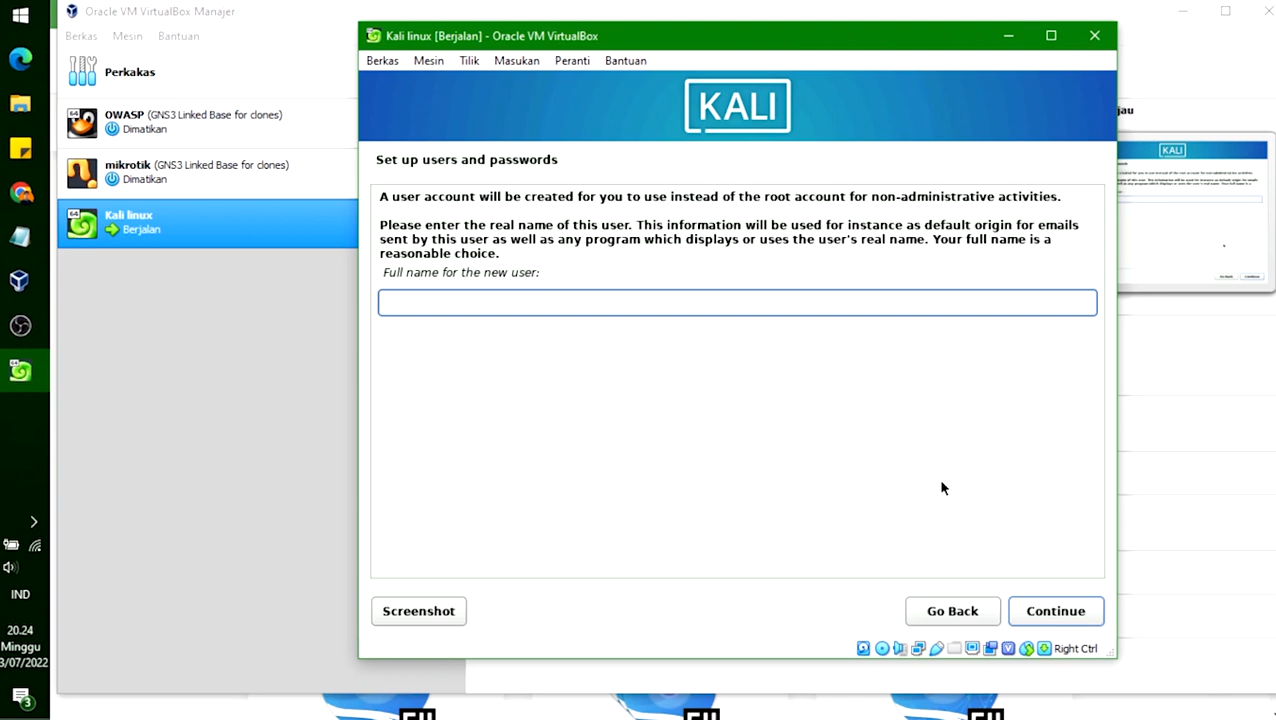 Oracle VM VirtualBox Manajer
Berkas Mesin Bantuan
Perkakas
OWASP (GNS3 Linked Base for clones)
Dimatikan
mikrotik (GNS3 Linked Base for clones)
Dimatikan
Kali linux
Berjalan
Kali linux [Berjalan] - Oracle VM VirtualBox
Berkas Mesin Tilik Masukan Peranti Bantuan
KALI
Set up users and passwords
A user account will be created for you to use instead of the root account for non-administrative activities.
Please enter the real name of this user. This information will be used for instance as default origin for emails
sent by this user as well as any program which displays or uses the user's real name. Your full name is a
reasonable choice.
Full name for the new user:
Screenshot
Go Back
Continue
Right Ctrl
jau
KALI
IND
20.24
Minggu
3/07/2022
3